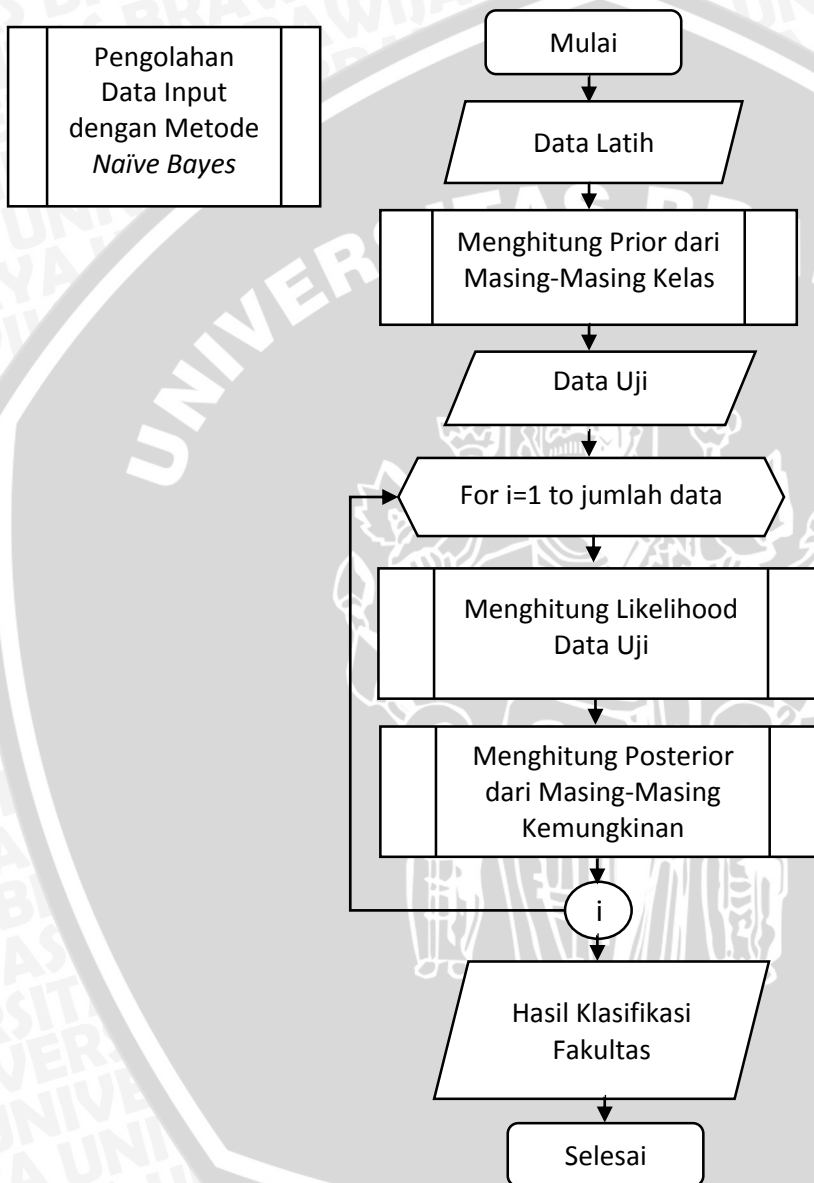 Pengolahan
Data Input
dengan Metode
Naïve Bayes
Mulai
Data Latih
Menghitung Prior dari
Masing-Masing Kelas
Data Uji
For i=1 to jumlah data
Menghitung Likelihood
Data Uji
Menghitung Posterior
dari Masing-Masing
Kemungkinan
i
Hasil Klasifikasi
Fakultas
Selesai